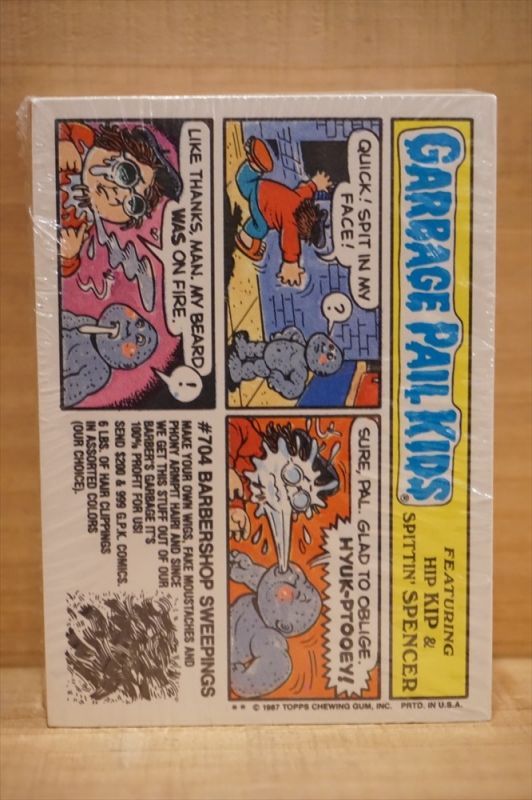 GARBAGE PAIL KIDS®
FEATURING
HIP KIP &
SPITTIN' SPENCER
QUICK! SPIT IN MY
FACE!
?
SURE, PAL. GLAD TO OBLIGE.
HYUK-PTOOEY!
LIKE THANKS, MAN. MY BEARD
WAS ON FIRE.
!
#704 BARBERSHOP SWEEPINGS
MAKE YOUR OWN WIGS, FAKE MOUSTACHES AND
PHONY ARMPIT HAIR! AND SINCE
WE GET THIS STUFF OUT OF OUR
BARBER'S GARBAGE IT'S
100% PROFIT FOR US!
SEND $200 & 999 G.P.K. COMICS.
6 LBS. OF HAIR CLIPPINGS
IN ASSORTED COLORS
(OUR CHOICE).
** © 1987 TOPPS CHEWING GUM, INC. PRTD. IN U.S.A.